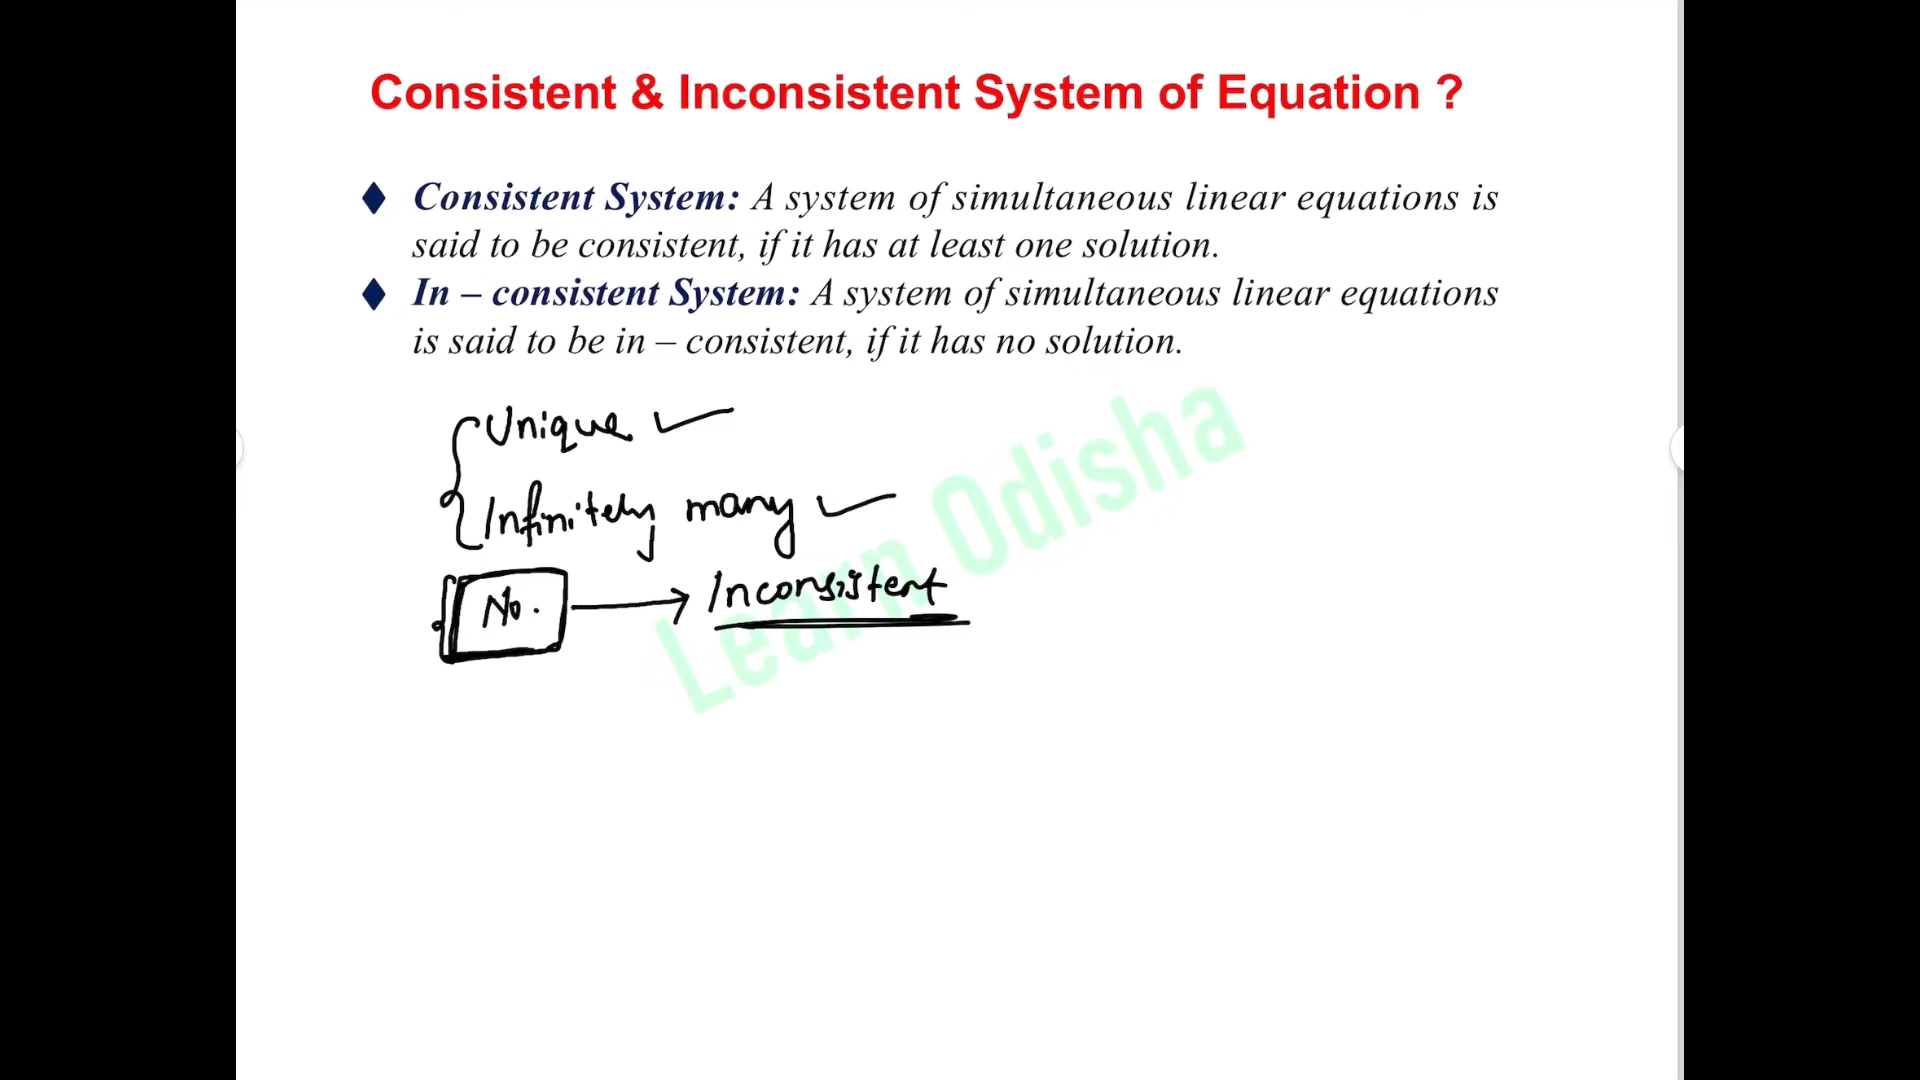 Consistent & Inconsistent System of Equation ?
Consistent System: A system of simultaneous linear equations is
said to be consistent, if it has at least one solution.
In – consistent System: A system of simultaneous linear equations
is said to be in – consistent, if it has no solution.
Unique
Infinitely many
No. → Inconsistent
Learn Odisha